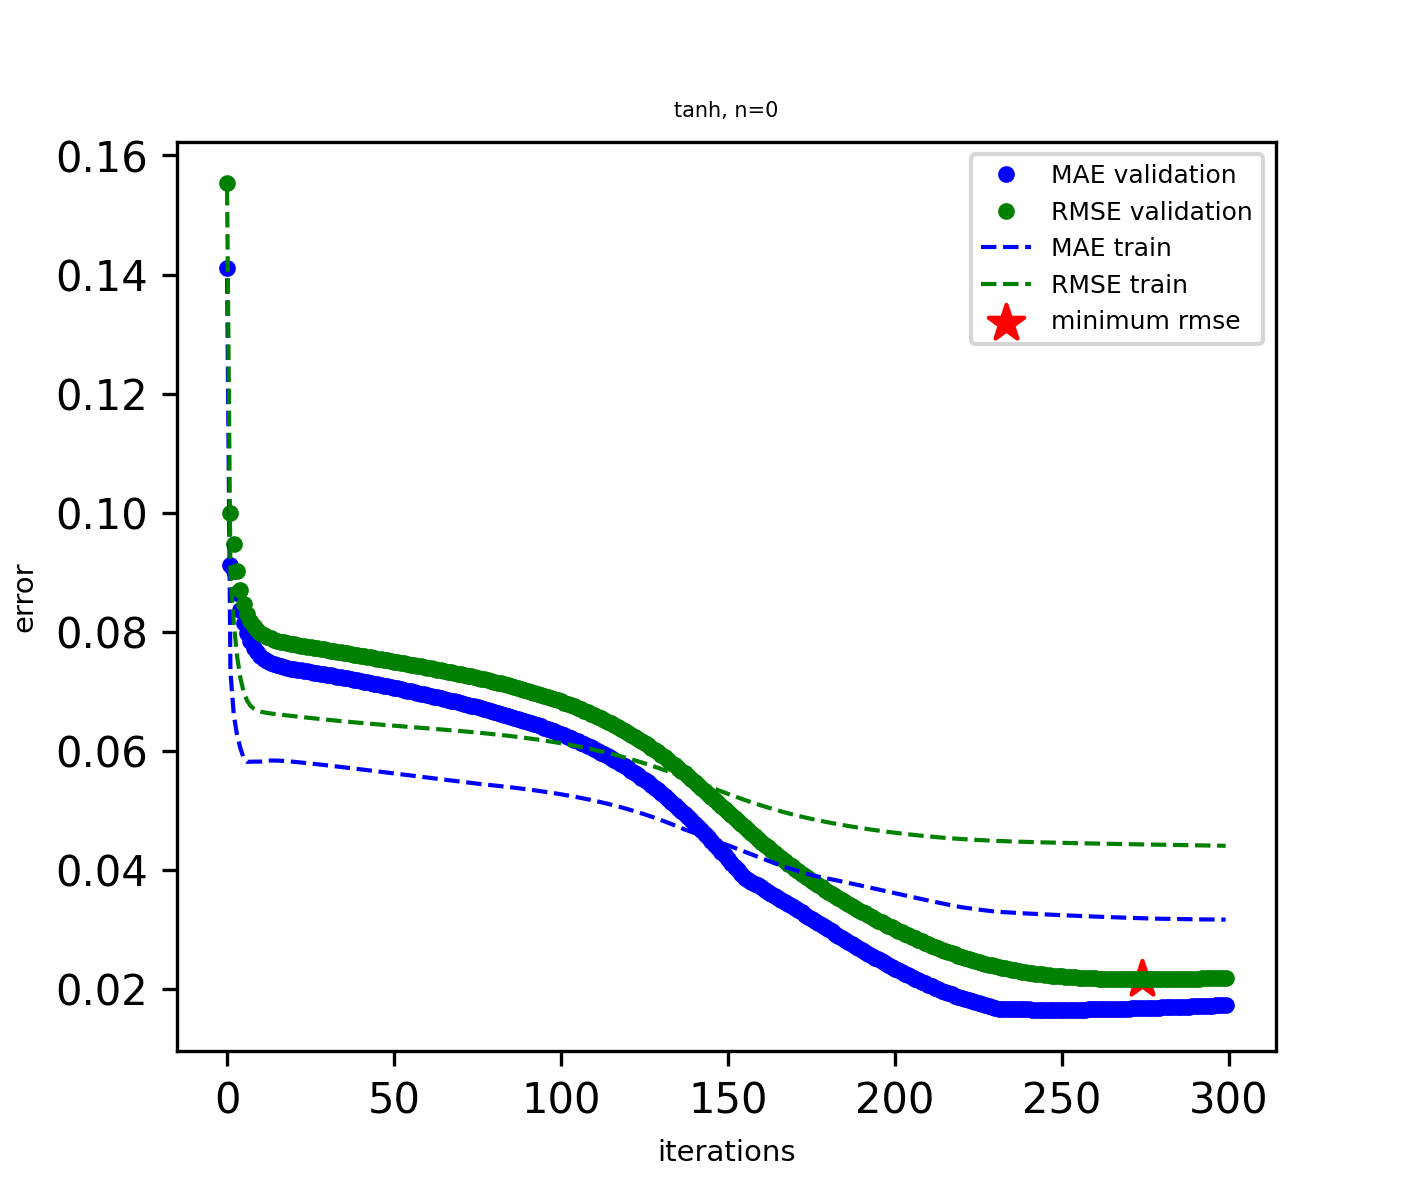 tanh, n=0
0.16
0.14
0.12
0.10
0.08
0.06
0.04
0.02
error
MAE validation
RMSE validation
MAE train
RMSE train
minimum rmse
0 50 100 150 200 250 300
iterations